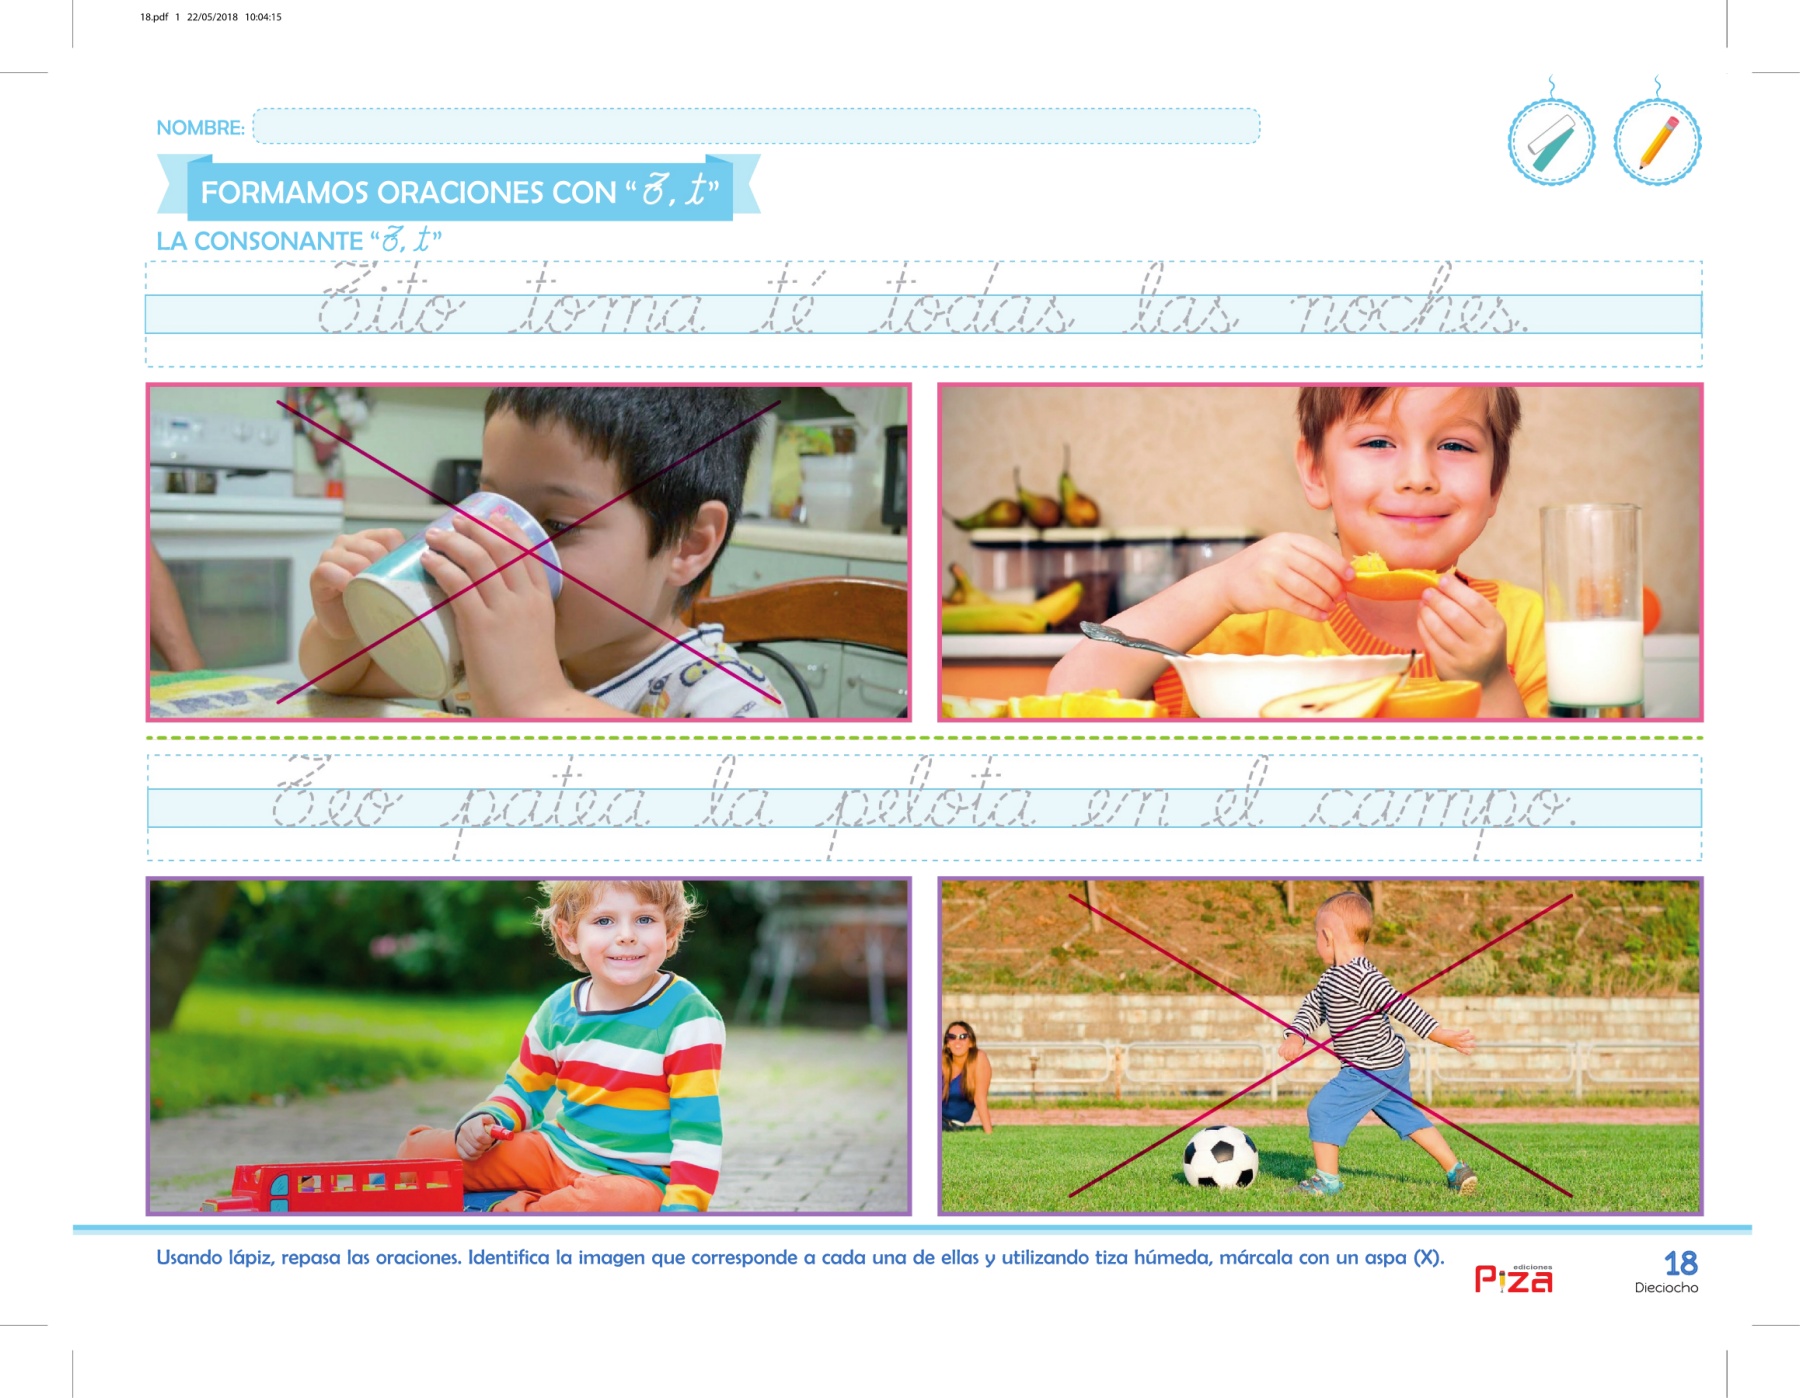 18.pdf 1 22/05/2018 10:04:15
NOMBRE:
FORMAMOS ORACIONES CON "T, t"
LA CONSONANTE "T, t"
Tito toma té todas las noches.
Teo patea la pelota en el campo.
Usando lápiz, repasa las oraciones. Identifica la imagen que corresponde a cada una de ellas y utilizando tiza húmeda, márcala con un aspa (X).
ediciones
Piza
18
Dieciocho